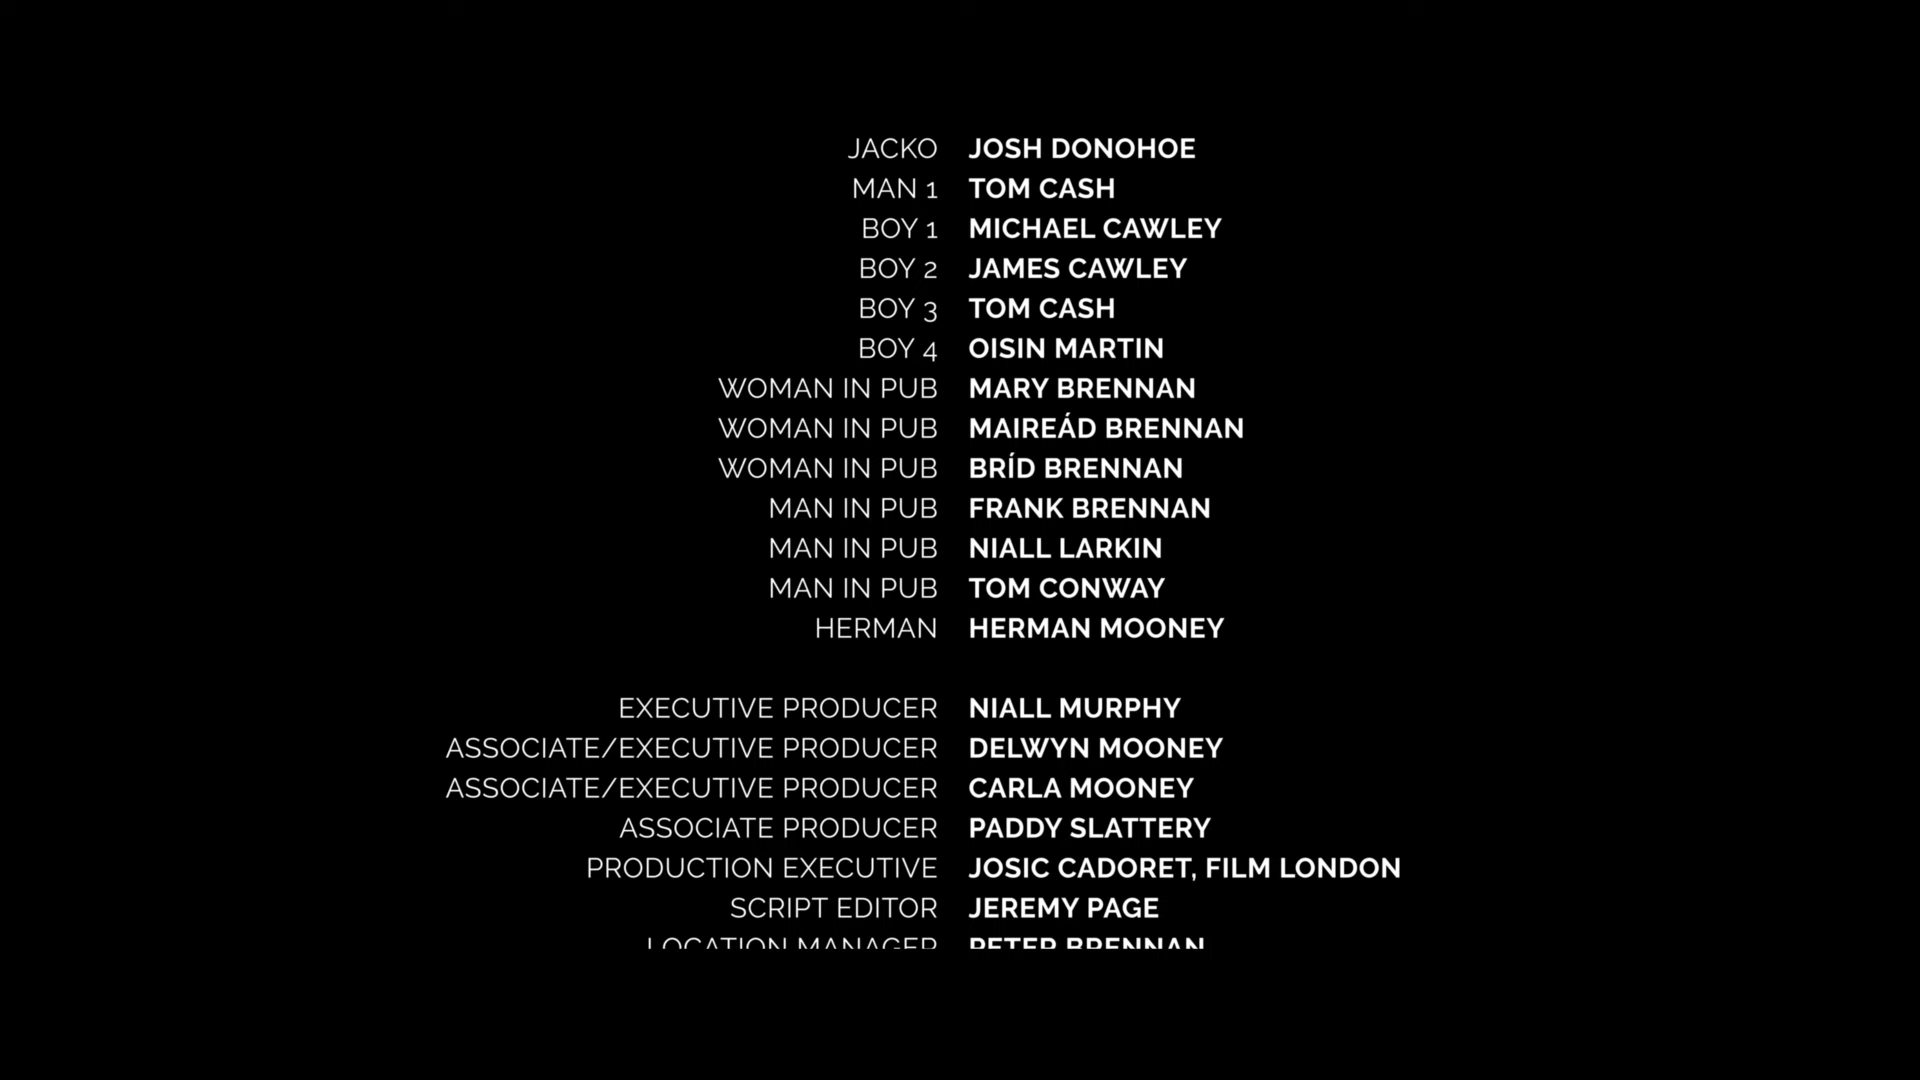 JACKO JOSH DONOHOE
MAN 1 TOM CASH
BOY 1 MICHAEL CAWLEY
BOY 2 JAMES CAWLEY
BOY 3 TOM CASH
BOY 4 OISIN MARTIN
WOMAN IN PUB MARY BRENNAN
WOMAN IN PUB MAIREÁD BRENNAN
WOMAN IN PUB BRÍD BRENNAN
MAN IN PUB FRANK BRENNAN
MAN IN PUB NIALL LARKIN
MAN IN PUB TOM CONWAY
HERMAN HERMAN MOONEY
EXECUTIVE PRODUCER NIALL MURPHY
ASSOCIATE/EXECUTIVE PRODUCER DELWYN MOONEY
ASSOCIATE/EXECUTIVE PRODUCER CARLA MOONEY
ASSOCIATE PRODUCER PADDY SLATTERY
PRODUCTION EXECUTIVE JOSIC CADORET, FILM LONDON
SCRIPT EDITOR JEREMY PAGE
LOCATION MANAGER PETER BRENNAN